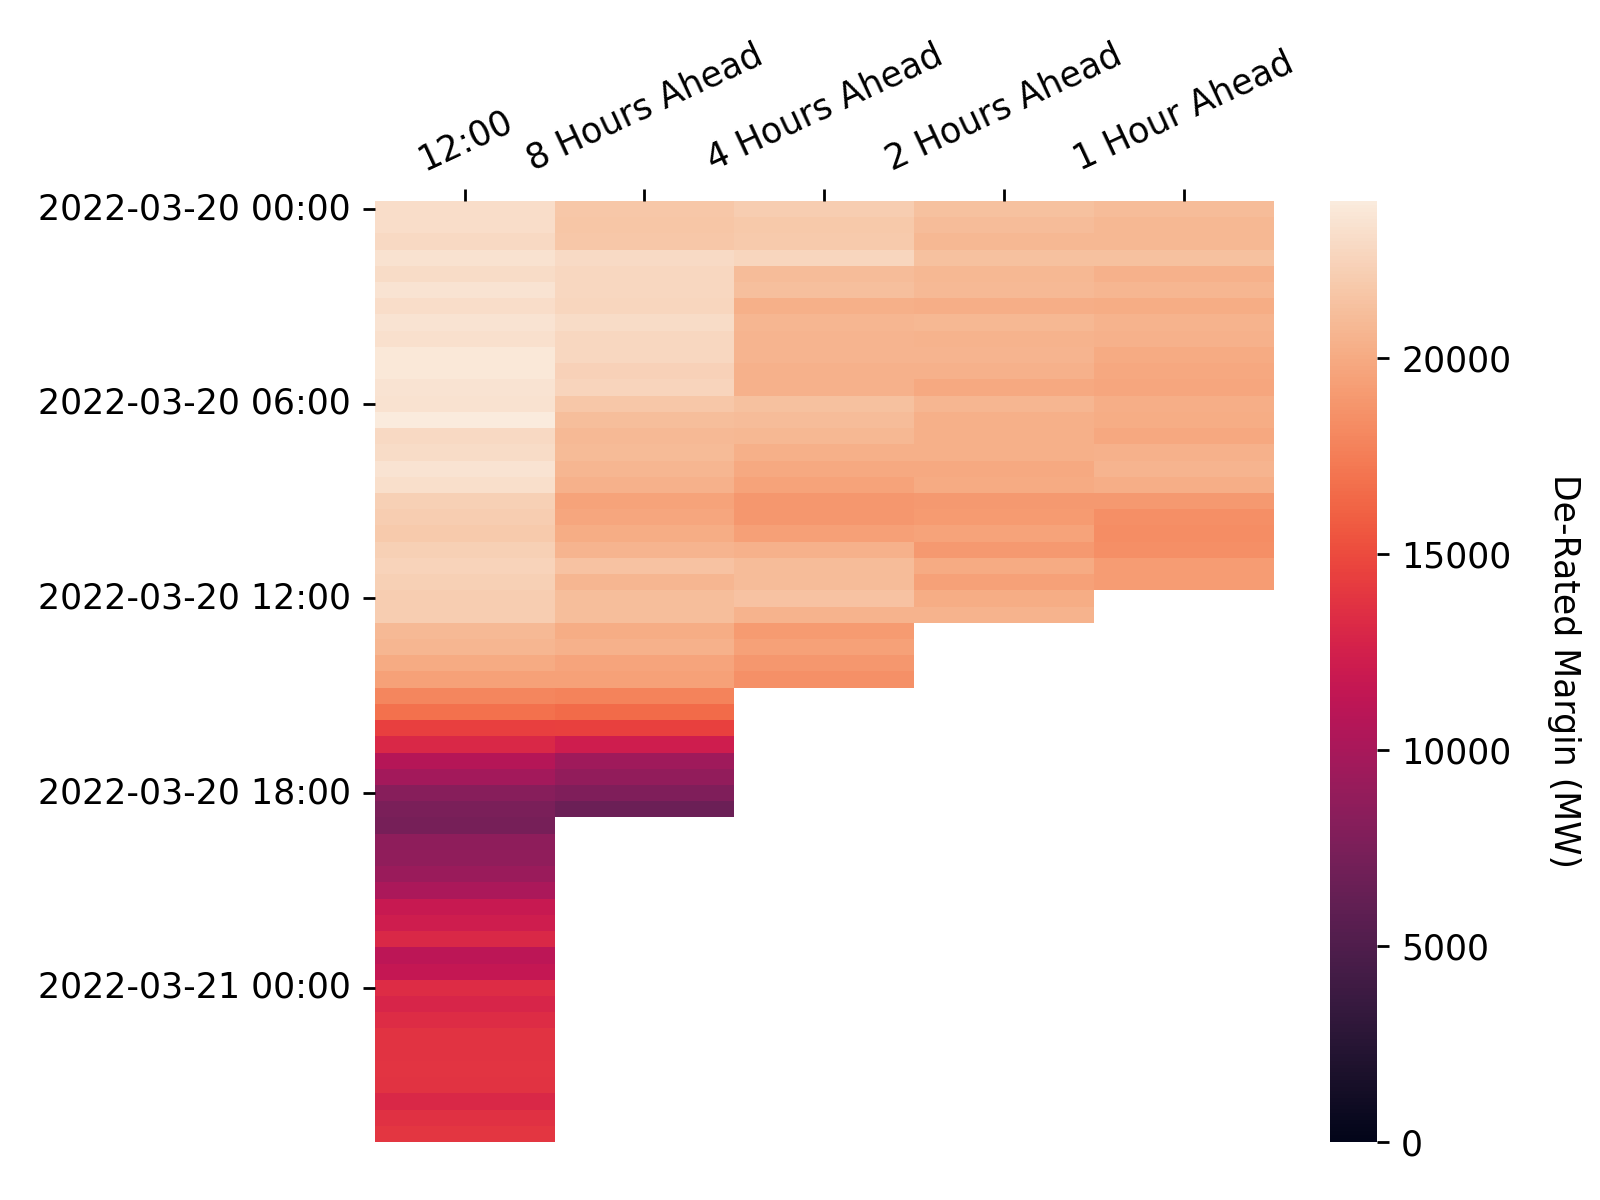 12:00
8 Hours Ahead
4 Hours Ahead
2 Hours Ahead
1 Hour Ahead
2022-03-20 00:00
2022-03-20 06:00
2022-03-20 12:00
2022-03-20 18:00
2022-03-21 00:00
20000
15000
10000
5000
0
De-Rated Margin (MW)